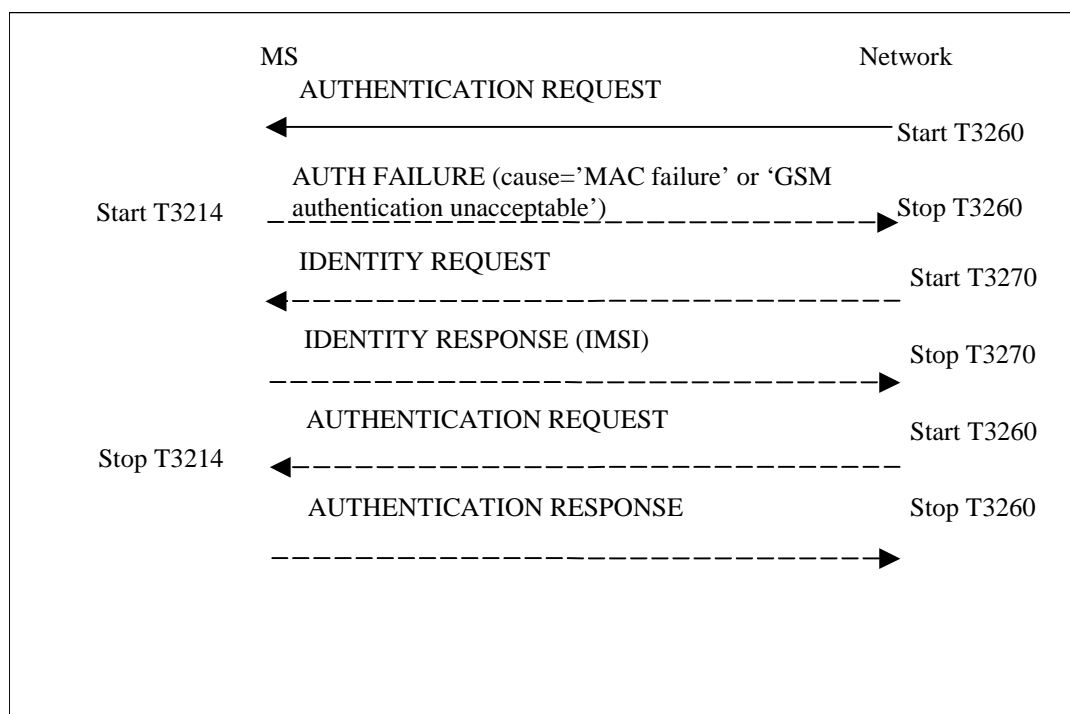 MS Network
AUTHENTICATION REQUEST
Start T3260
AUTH FAILURE (cause=’MAC failure’ or ‘GSM
authentication unacceptable’)
Start T3214
Stop T3260
IDENTITY REQUEST
Start T3270
IDENTITY RESPONSE (IMSI)
Stop T3270
AUTHENTICATION REQUEST
Start T3260
Stop T3214
AUTHENTICATION RESPONSE
Stop T3260